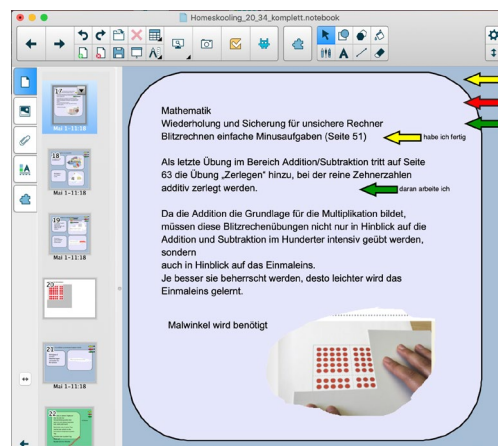 Homeskooling_20_34_komplett.notebook
17
Mai 1-11:18
18
Mai 1-11:18
19
Mai 1-11:18
20
21
Mai 1-11:18
22
Mathematik
Wiederholung und Sicherung für unsichere Rechner
Blitzrechnen einfache Minusaufgaben (Seite 51)
habe ich fertig
Als letzte Übung im Bereich Addition/Subtraktion tritt auf Seite
63 die Übung „Zerlegen“ hinzu, bei der reine Zehnerzahlen
additiv zerlegt werden.
daran arbeite ich
Da die Addition die Grundlage für die Multiplikation bildet,
müssen diese Blitzrechenübungen nicht nur in Hinblick auf die
Addition und Subtraktion im Hunderter intensiv geübt werden,
sondern
auch in Hinblick auf das Einmaleins.
Je besser sie beherrscht werden, desto leichter wird das
Einmaleins gelernt.
Malwinkel wird benötigt